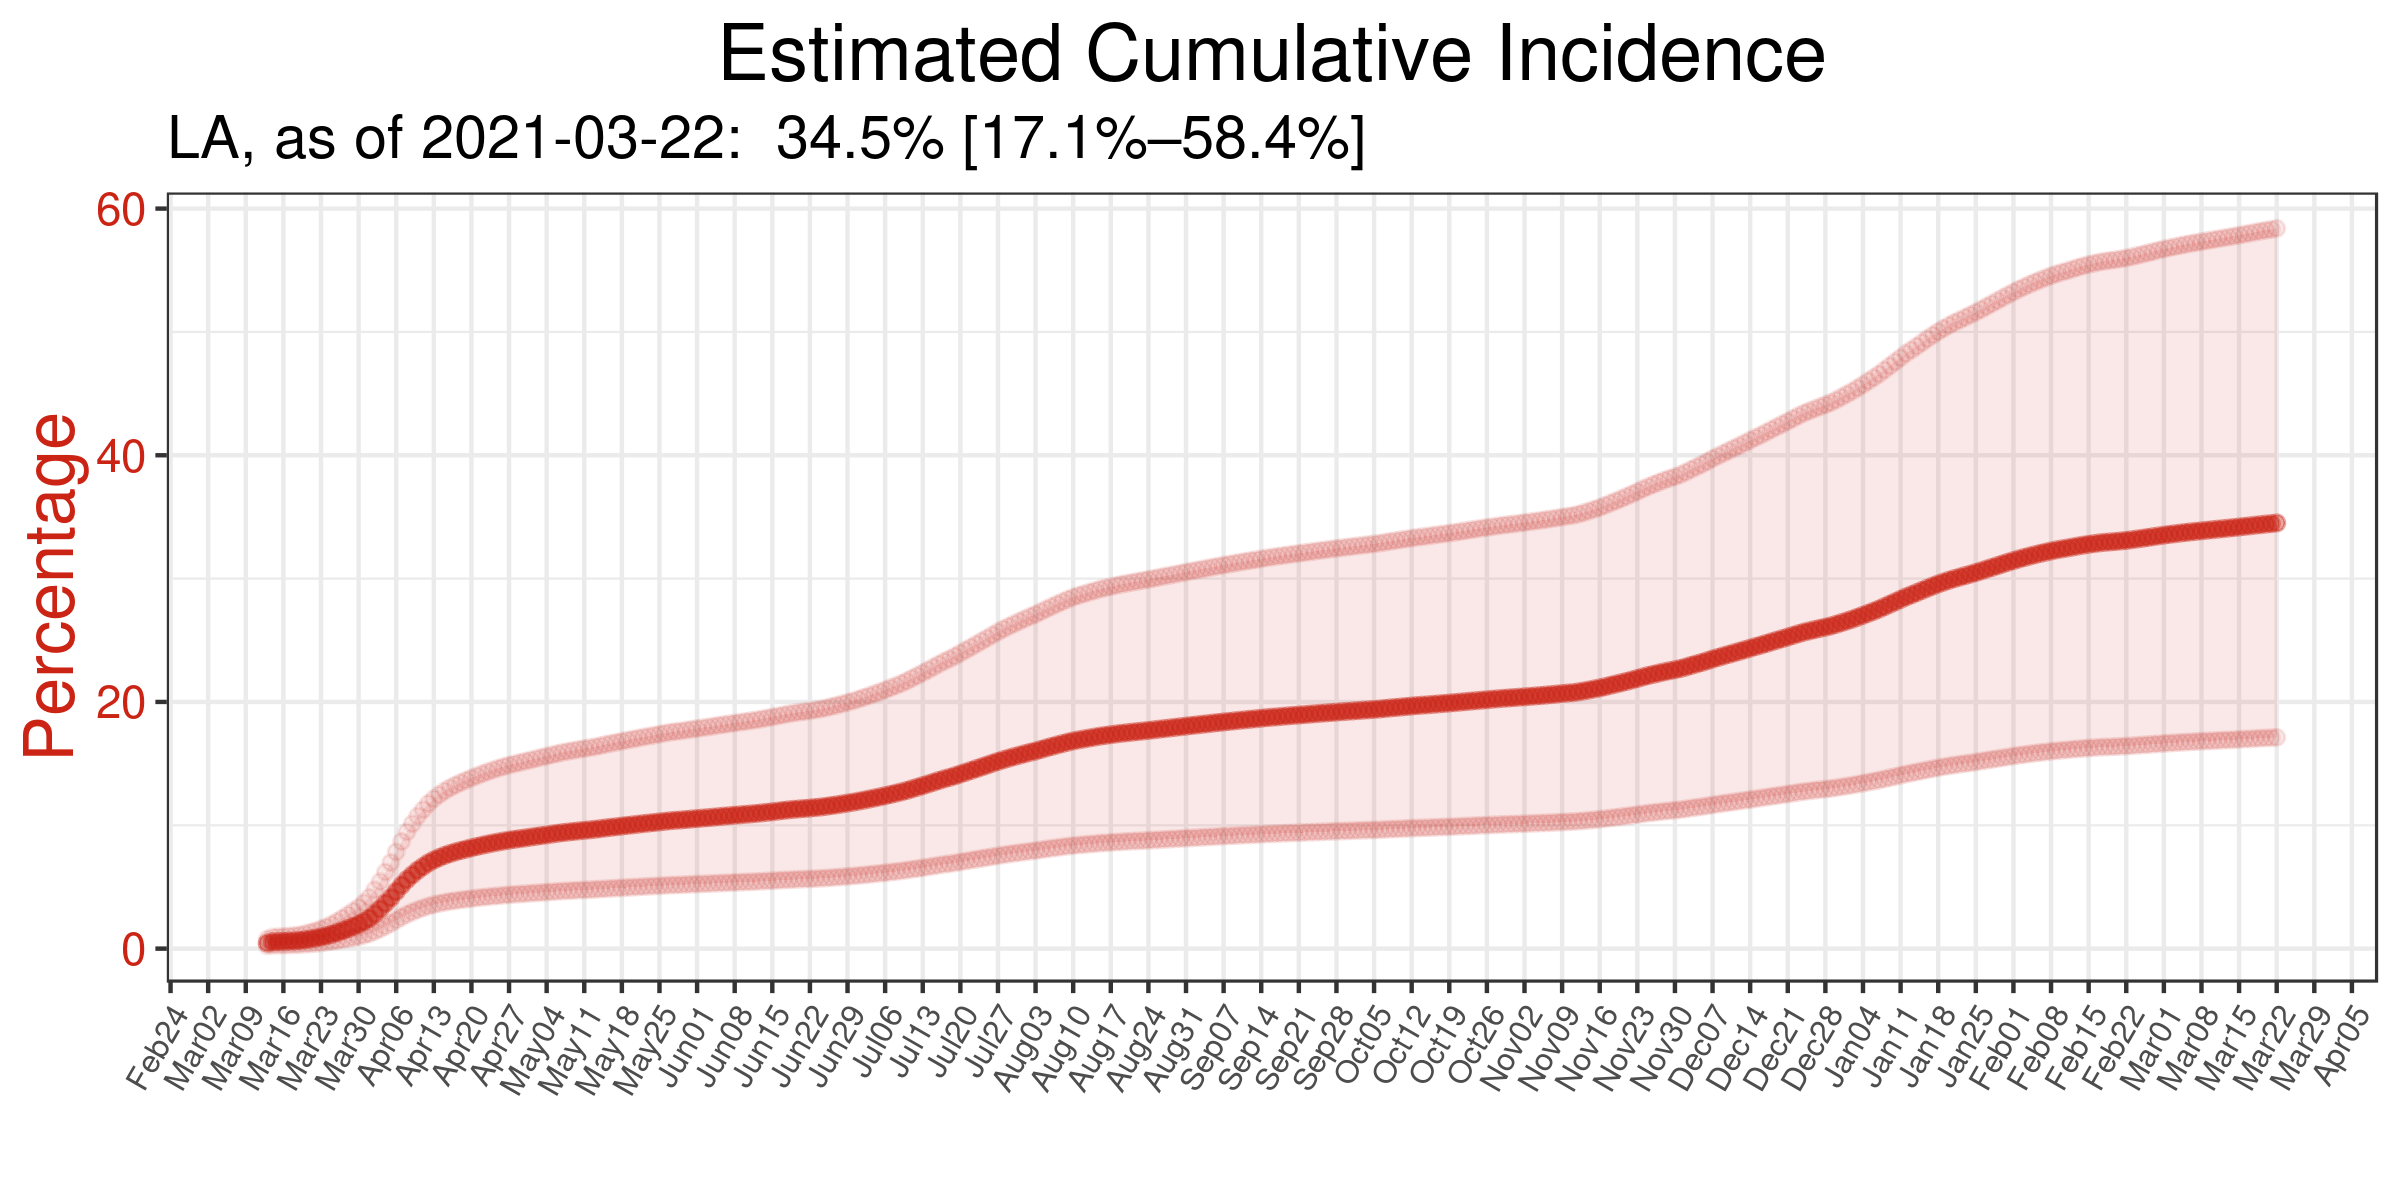 Estimated Cumulative Incidence
LA, as of 2021-03-22:  34.5% [17.1%–58.4%]
Percentage
60
40
20
0
Feb24
Mar02
Mar09
Mar16
Mar23
Mar30
Apr06
Apr13
Apr20
Apr27
May04
May11
May18
May25
Jun01
Jun08
Jun15
Jun22
Jun29
Jul06
Jul13
Jul20
Jul27
Aug03
Aug10
Aug17
Aug24
Aug31
Sep07
Sep14
Sep21
Sep28
Oct05
Oct12
Oct19
Oct26
Nov02
Nov09
Nov16
Nov23
Nov30
Dec07
Dec14
Dec21
Dec28
Jan04
Jan11
Jan18
Jan25
Feb01
Feb08
Feb15
Feb22
Mar01
Mar08
Mar15
Mar22
Mar29
Apr05